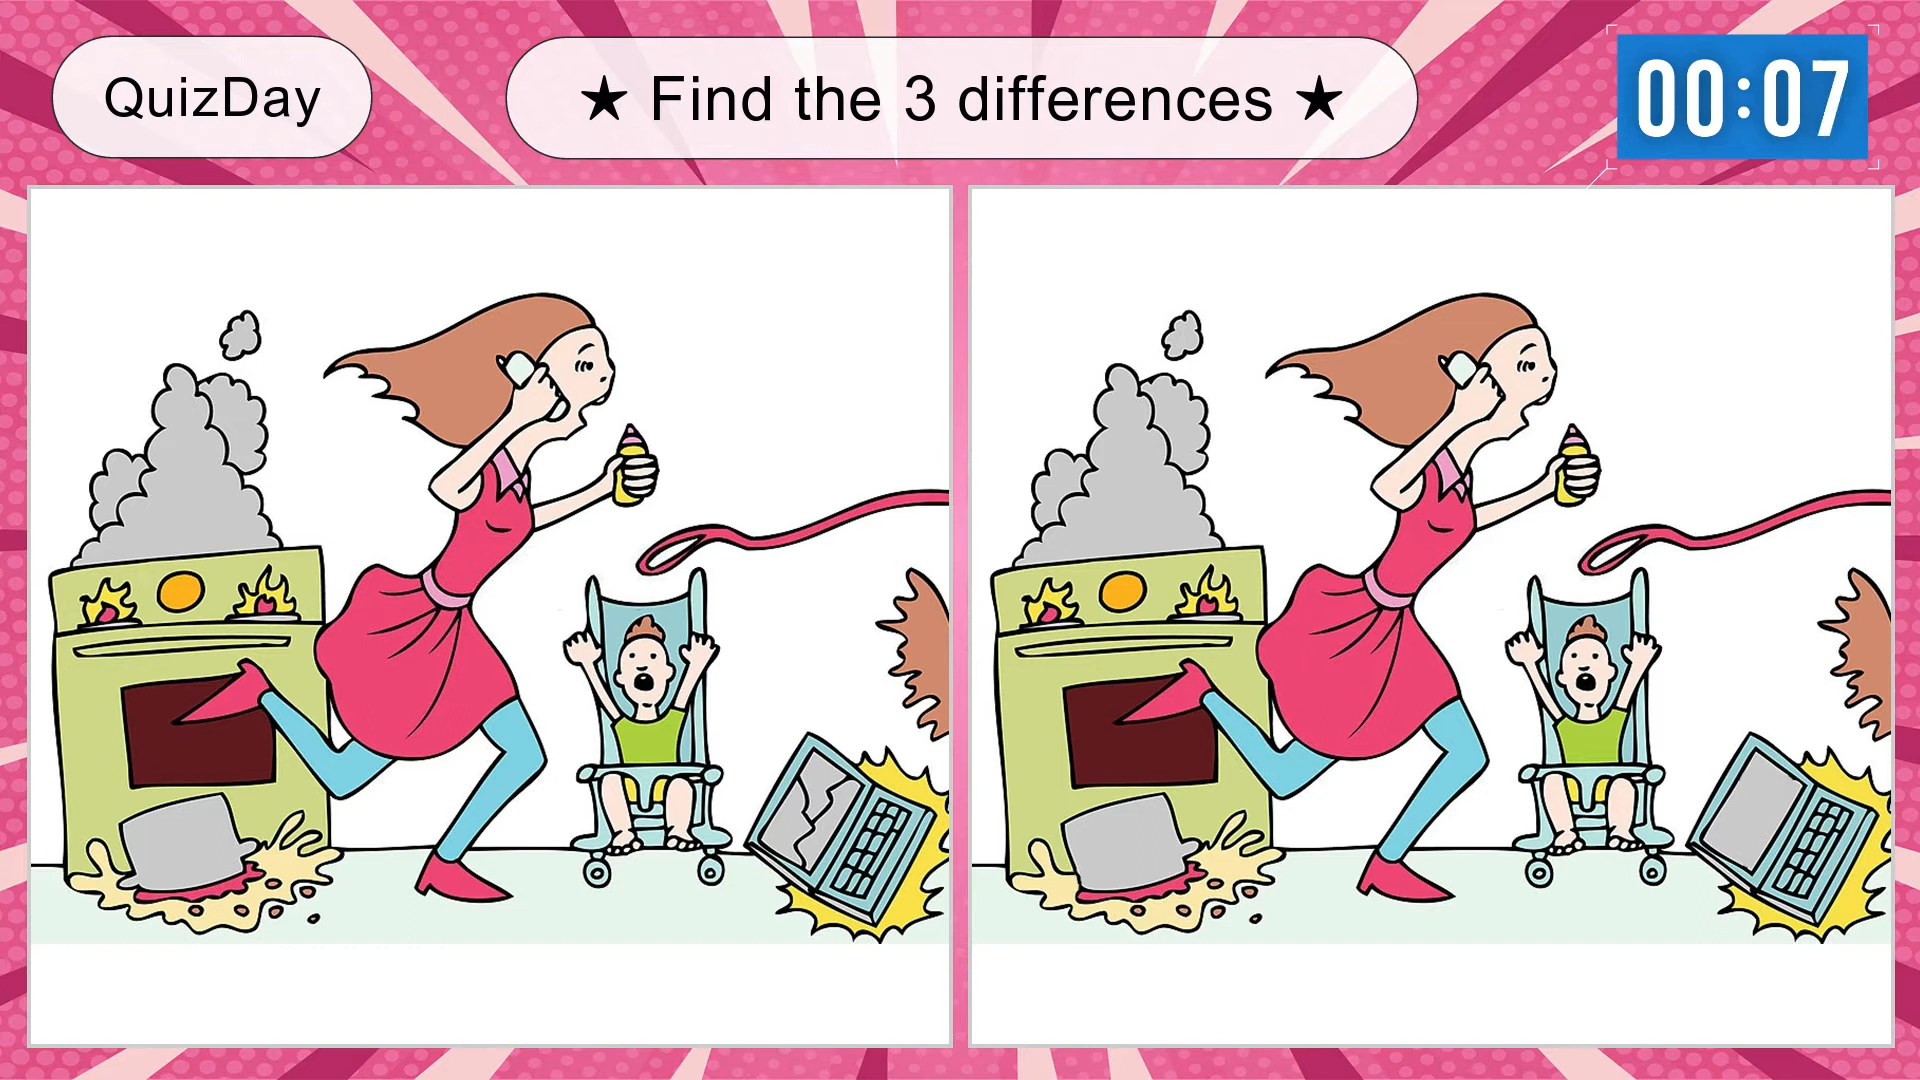 QuizDay
★ Find the 3 differences ★
00:07